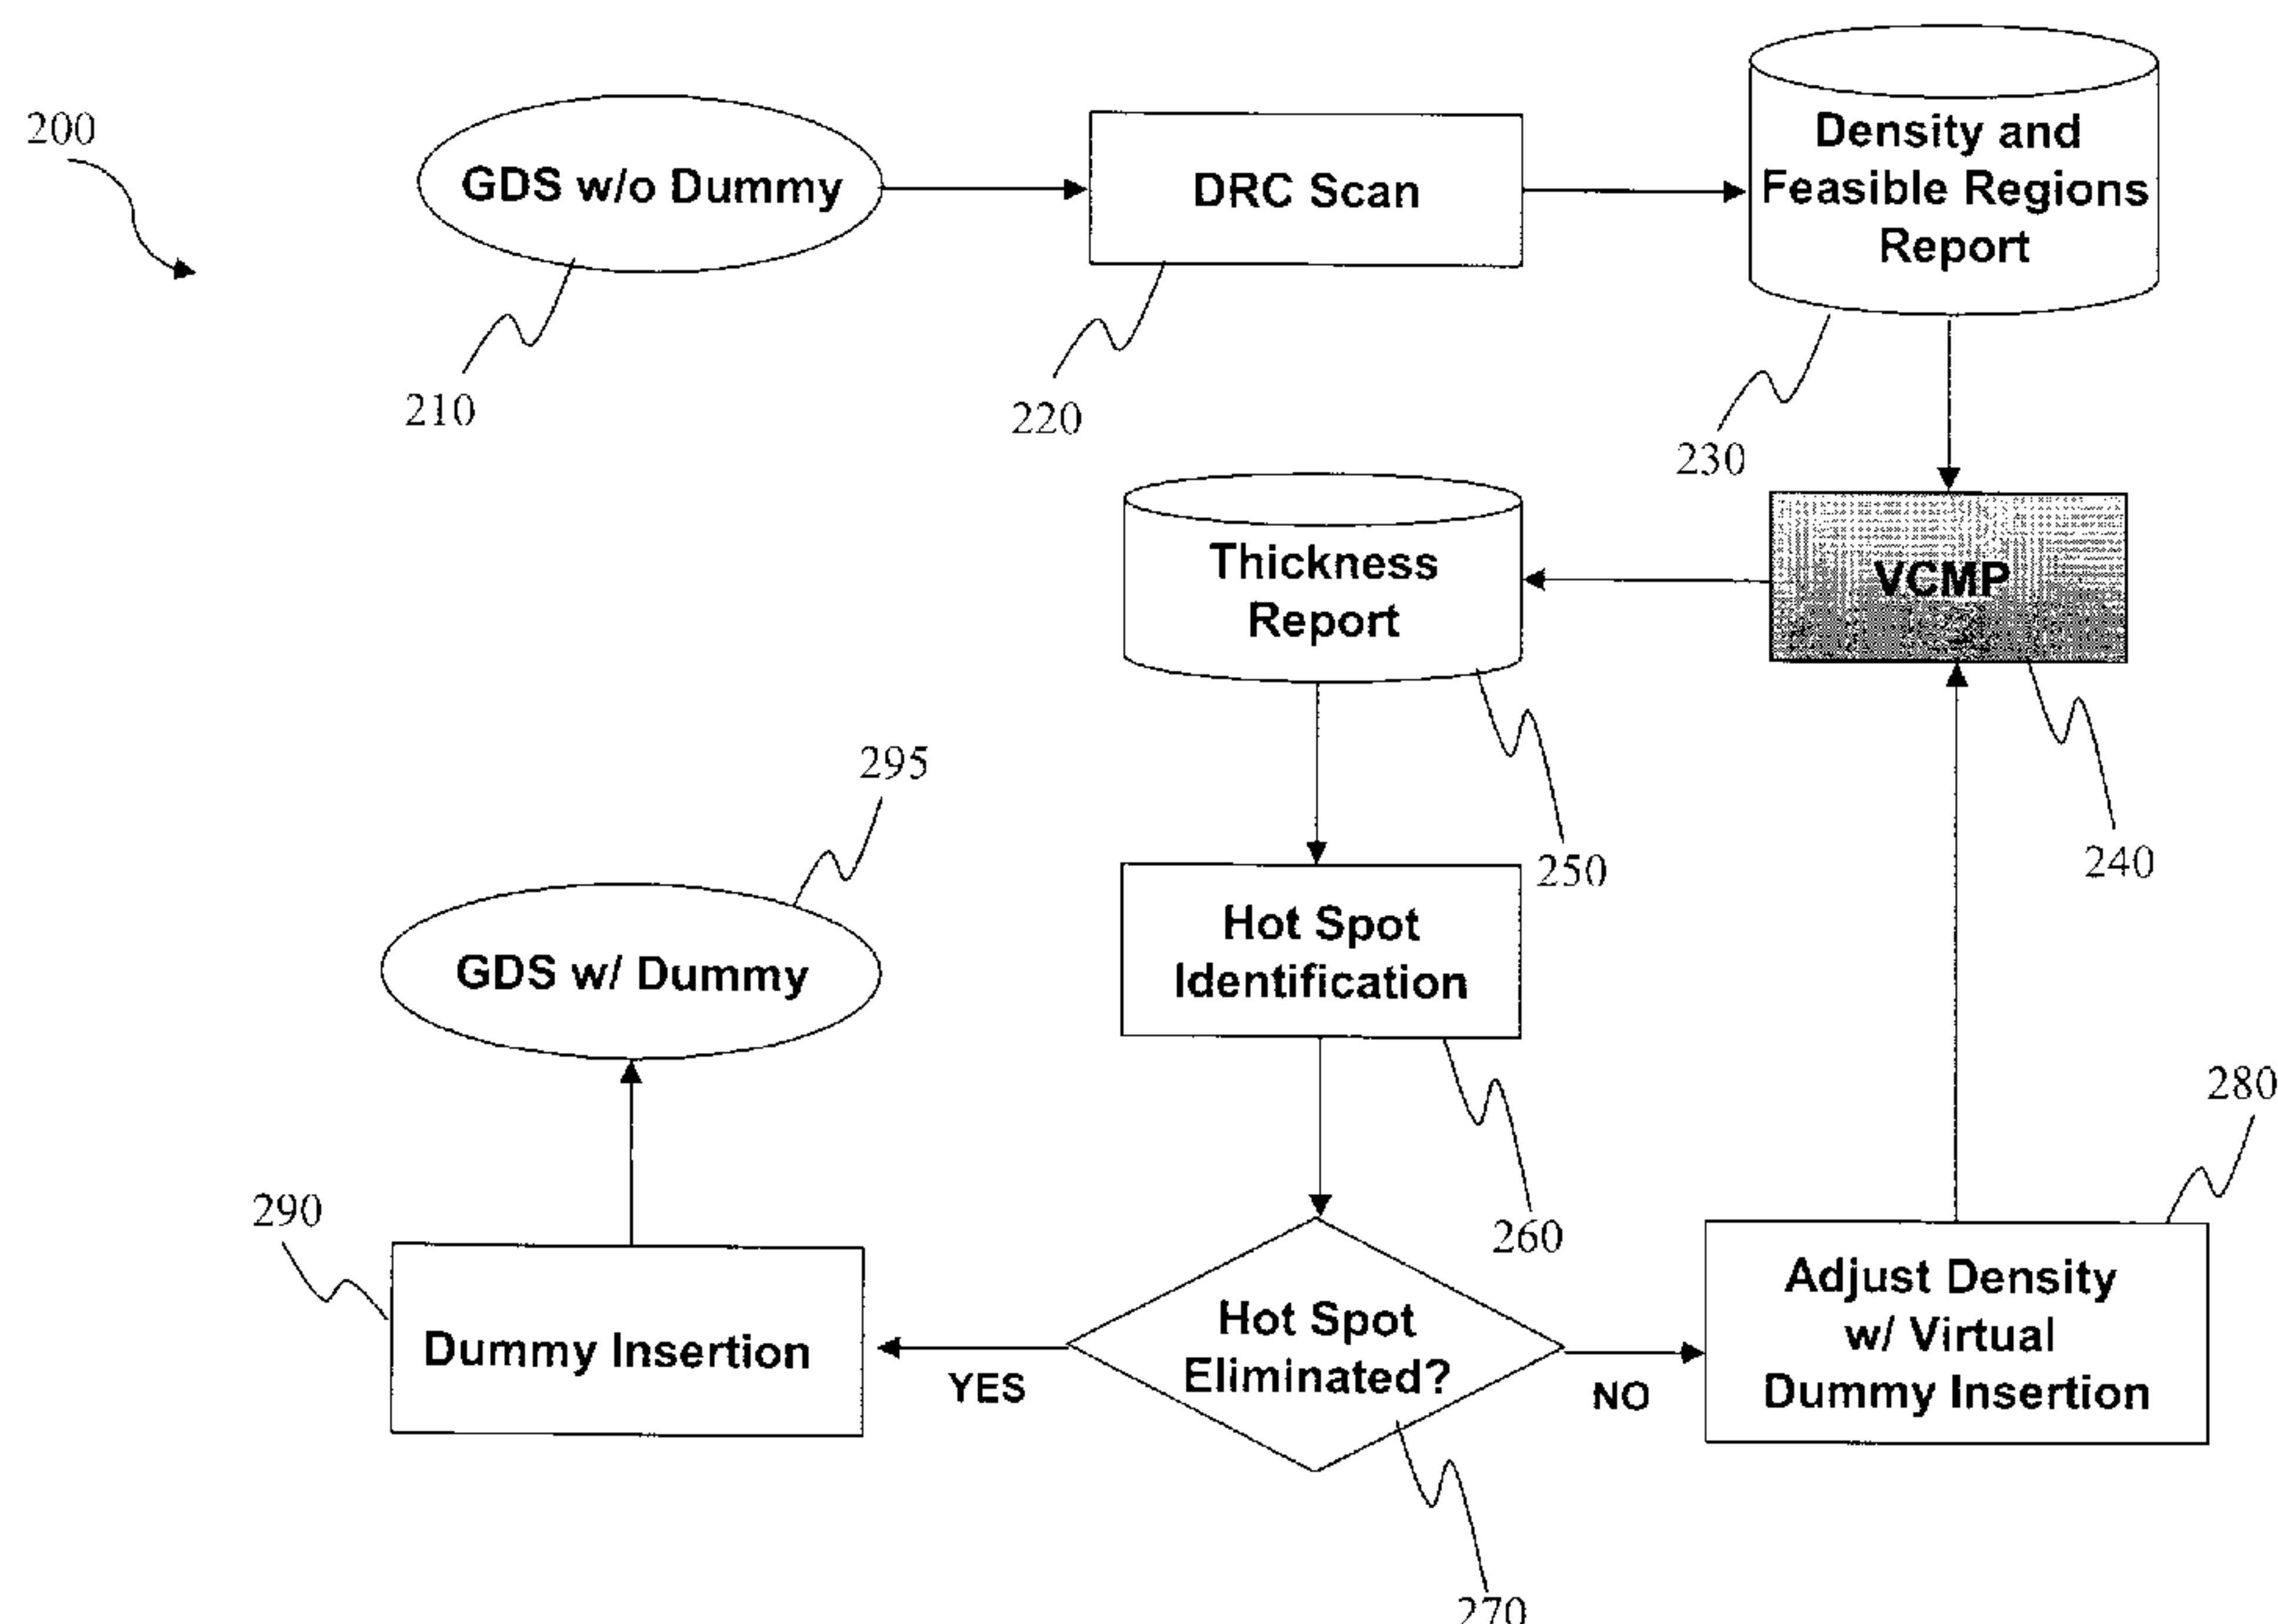 200
GDS w/o Dummy
210
DRC Scan
220
Density and
Feasible Regions
Report
230
VCMP
240
Thickness
Report
250
Hot Spot
Identification
260
Hot Spot
Eliminated?
270
YES
NO
Adjust Density
w/ Virtual
Dummy Insertion
280
Dummy Insertion
290
GDS w/ Dummy
295